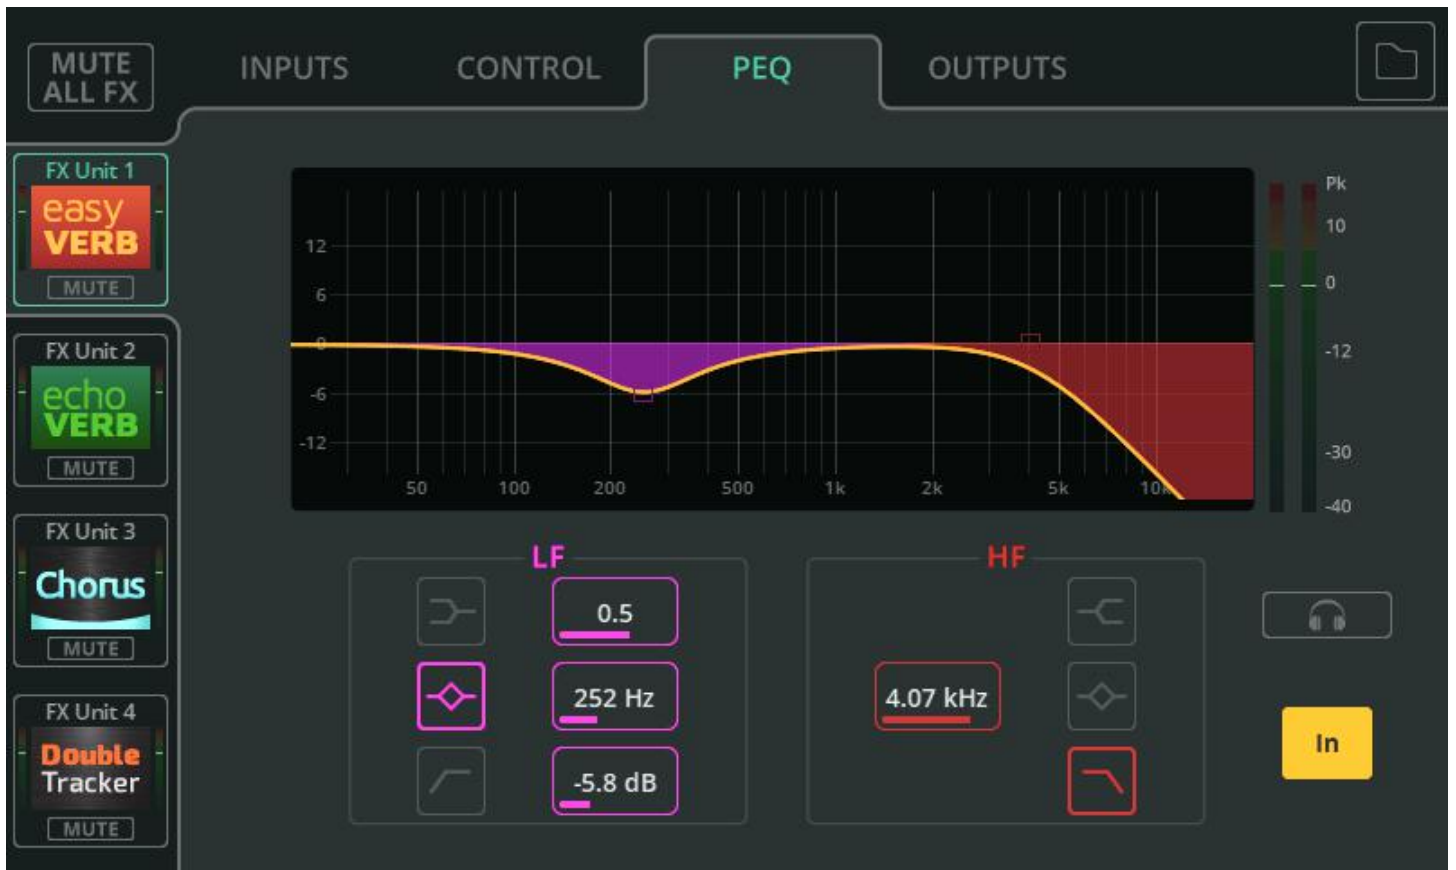 MUTE
ALL FX
INPUTS
CONTROL
PEQ
OUTPUTS
FX Unit 1
easy
VERB
MUTE
FX Unit 2
echo
VERB
MUTE
FX Unit 3
Chorus
MUTE
FX Unit 4
Double
Tracker
MUTE
12
6
0
-6
-12
50 100 200 500 1k 2k 5k 10k
Pk
10
0
-12
-30
-40
LF
0.5
252 Hz
-5.8 dB
HF
4.07 kHz
In